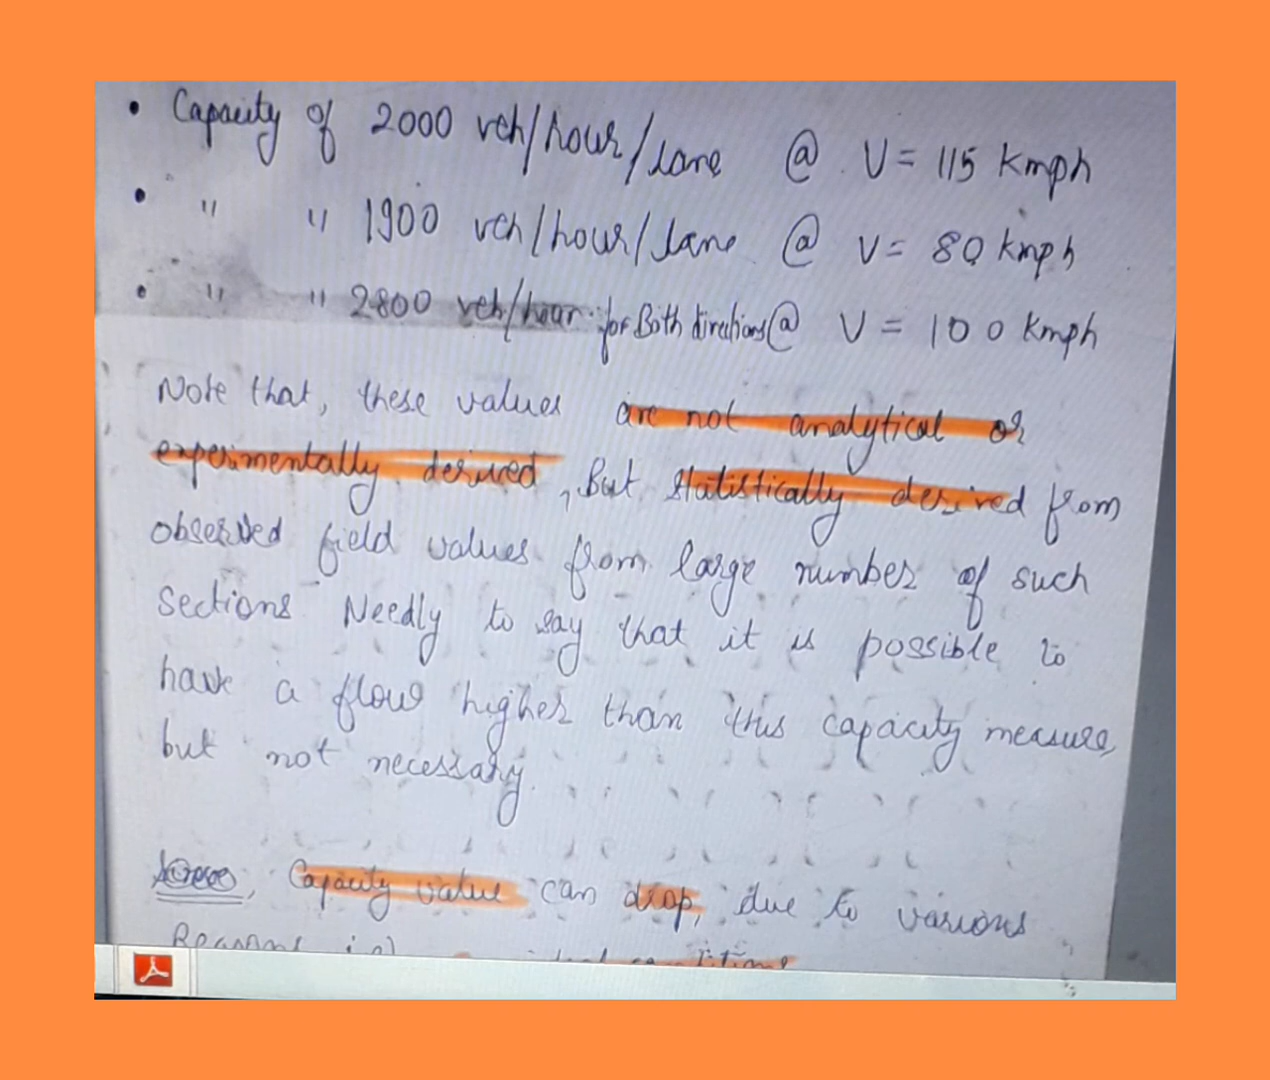 • Capacity of 2000 veh/hour/lane @ V = 115 kmph
• " " 1900 veh/hour/lane @ V = 80 kmph
• " " 2800 veh/hour for Both directions @ V = 100 kmph
Note that, these values are not analytical or
experimentally derived, But statistically derived from
observed field values from large number of such
sections Needly to say that it is possible to
have a flow higher than this capacity measure,
but not necessary.
Capacity value can drop, due to various
Reasons